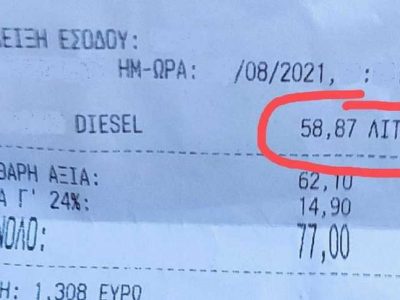 ΕΙΞΗ ΕΣΟΔΟΥ:
ΗΜ-ΩΡΑ: /08/2021, :
DIESEL 58,87 ΛΙΤ
ΘΑΡΗ ΑΞΙΑ: 62,10
Α Γ' 24%: 14,90
ΝΟΛΟ: 77,00
Η: 1,308 ΕΥΡΩ